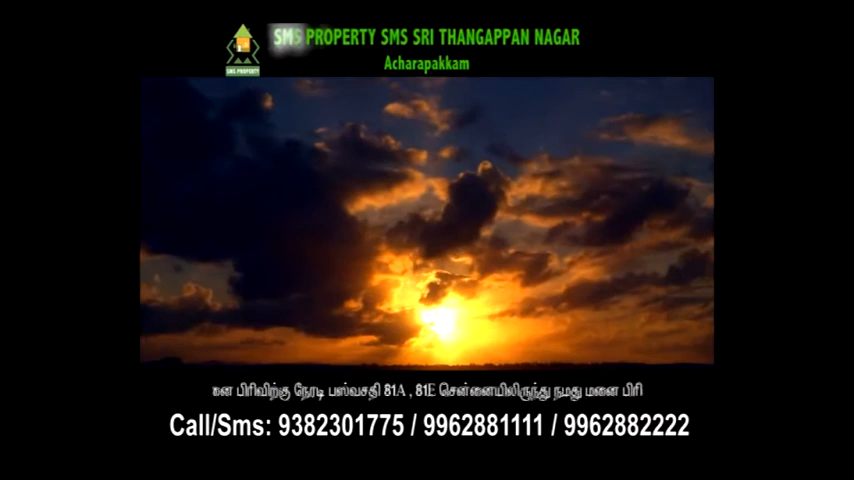 SMS PROPERTY SMS SRI THANGAPPAN NAGAR
Acharapakkam
SMS PROPERTY
னை பிரிவிற்கு நேரடி பஸ்வசதி 81A , 81E சென்னையிலிருந்து நமது மனை பிரி
Call/Sms: 9382301775 / 9962881111 / 9962882222